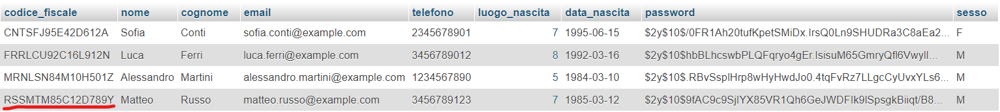 codice_fiscale nome cognome email telefono luogo_nascita data_nascita password sesso
CNTSFJ95E42D612A Sofia Conti sofia.conti@example.com 2345678901 7 1995-06-15 $2y$10$/0FR1Ah20tufKpetSMiDx.IrsQ0Ln9SHUDRa3C8aEa2... F
FRRLCU92C16L912N Luca Ferri luca.ferri@example.com 3456789012 8 1992-03-16 $2y$10$hbBLhcswbPLQFqryo4gEr.IsisuM65GmryQfl6VwylI... M
MRNLSN84M10H501Z Alessandro Martini alessandro.martini@example.com 1234567890 5 1984-03-10 $2y$10$.RBvSsplHrp8wHyHwdJo0.4tqFvRz7LLgcCyUvxYLs6... M
RSSMTM85C12D789Y Matteo Russo matteo.russo@example.com 3456789123 7 1985-03-12 $2y$10$9fAC9c9SjIYX85VR1Qh6GeJWDFIk9lSpsgkBiiqt/B8... M